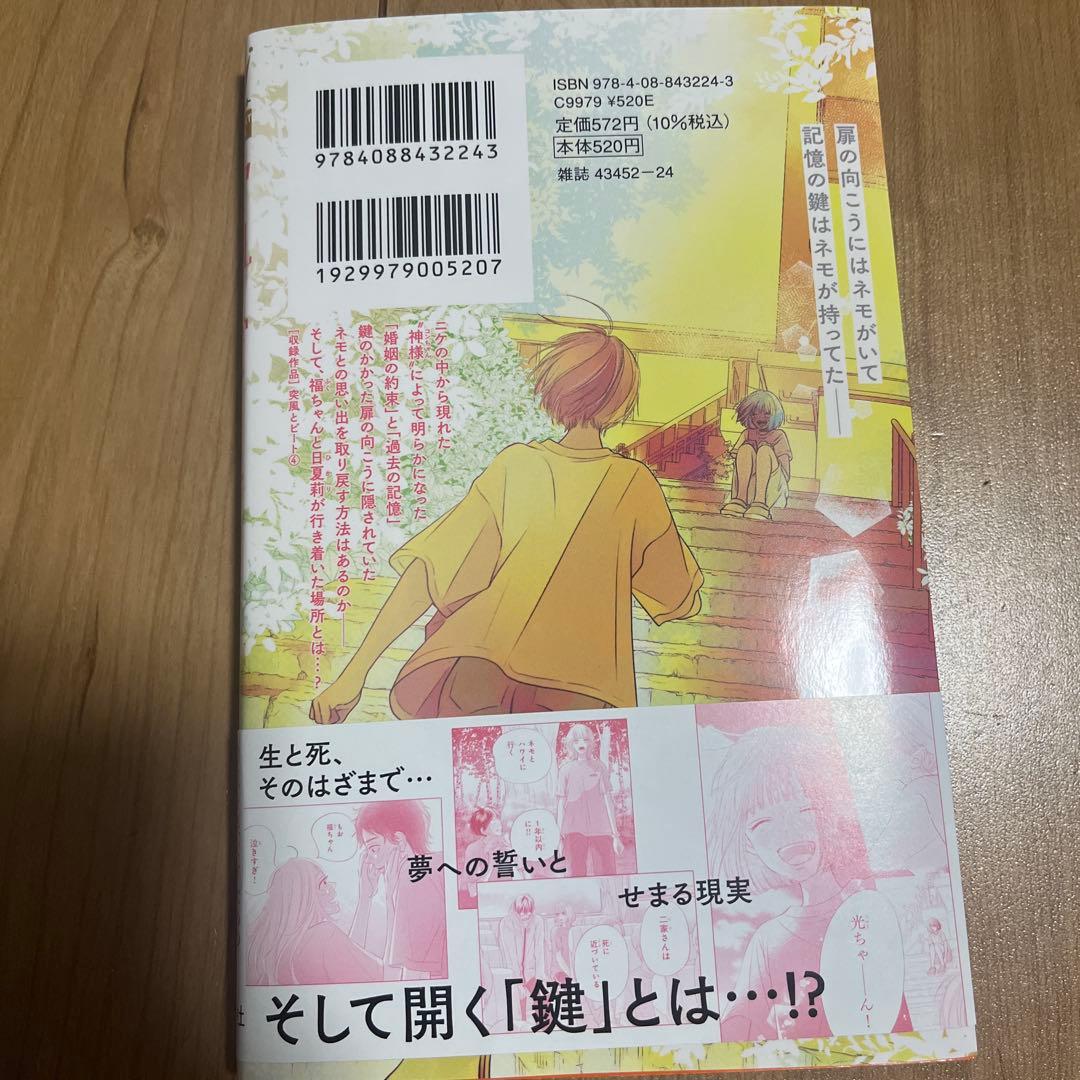 ISBN 978-4-08-843224-3
C9979 ¥520E
定価572円(10%税込)
本体520円
雑誌 43452-24
9784088432243
1929979005207
扉の向こうにはネモがいて
記憶の鍵はネモが持ってた――
ニケの中から現れた
“神様”によって明らかになった
「婚姻の約束」と「過去の記憶」
鍵のかかった扉の向こうに隠されていた
ネモとの思い出を取り戻す方法はあるのか――
そして、福ちゃんと日夏莉が行き着いた場所とは…?
[収録作品]突風とビート④
生と死、
そのはざまで…
ネモと
ハワイに
行く
1年以内
に!!
もお
福ちゃん
泣きすぎ!
夢への誓いと
せまる現実
二家さんは
死に
近づいている
光ちゃーーん!
そして開く「鍵」とは…!?
社